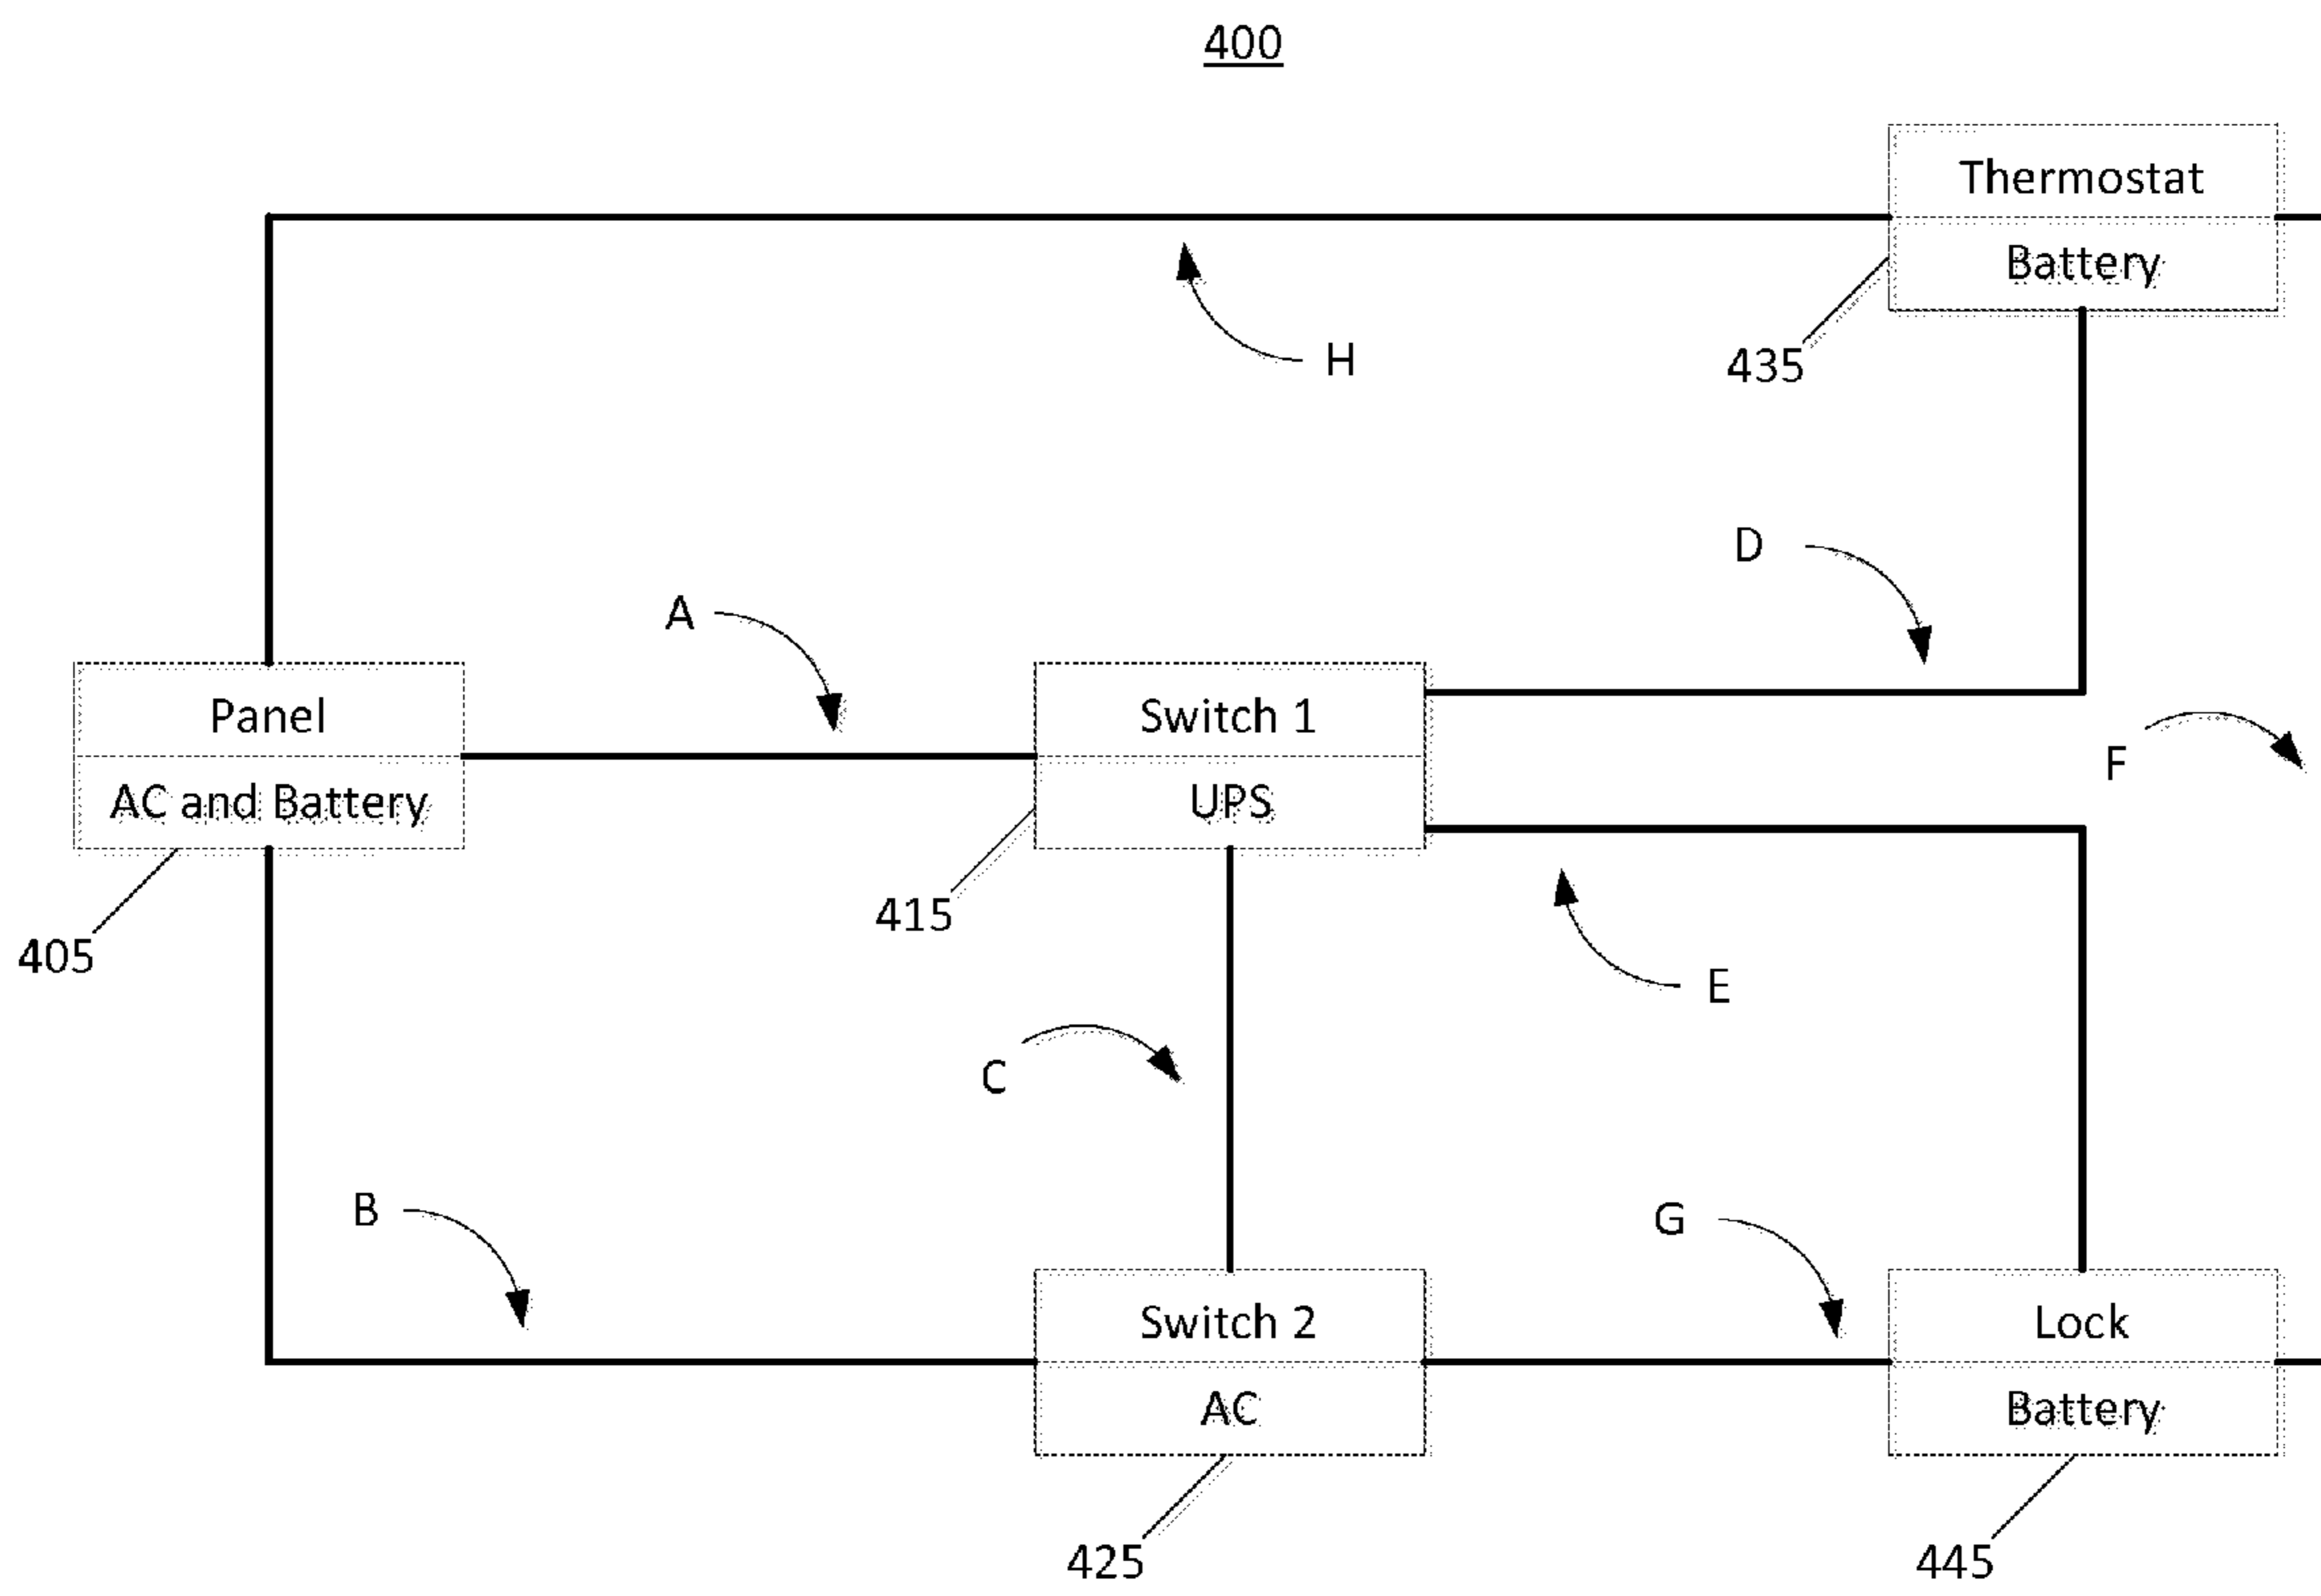 400
Thermostat
Battery
H
435
D
A
Panel
AC and Battery
Switch 1
UPS
F
405
415
E
C
B
G
Switch 2
AC
Lock
Battery
425
445